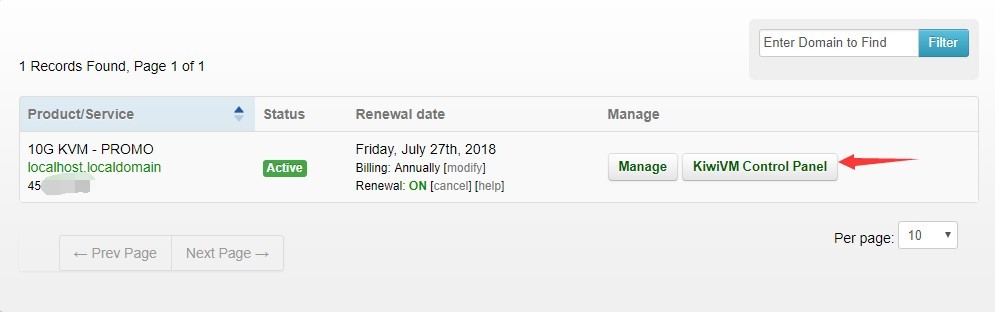 Enter Domain to Find Filter
1 Records Found, Page 1 of 1
Product/Service Status Renewal date Manage
10G KVM - PROMO
localhost.localdomain
45
Active
Friday, July 27th, 2018
Billing: Annually [modify]
Renewal: ON [cancel] [help]
Manage KiwiVM Control Panel
← Prev Page Next Page →
Per page: 10